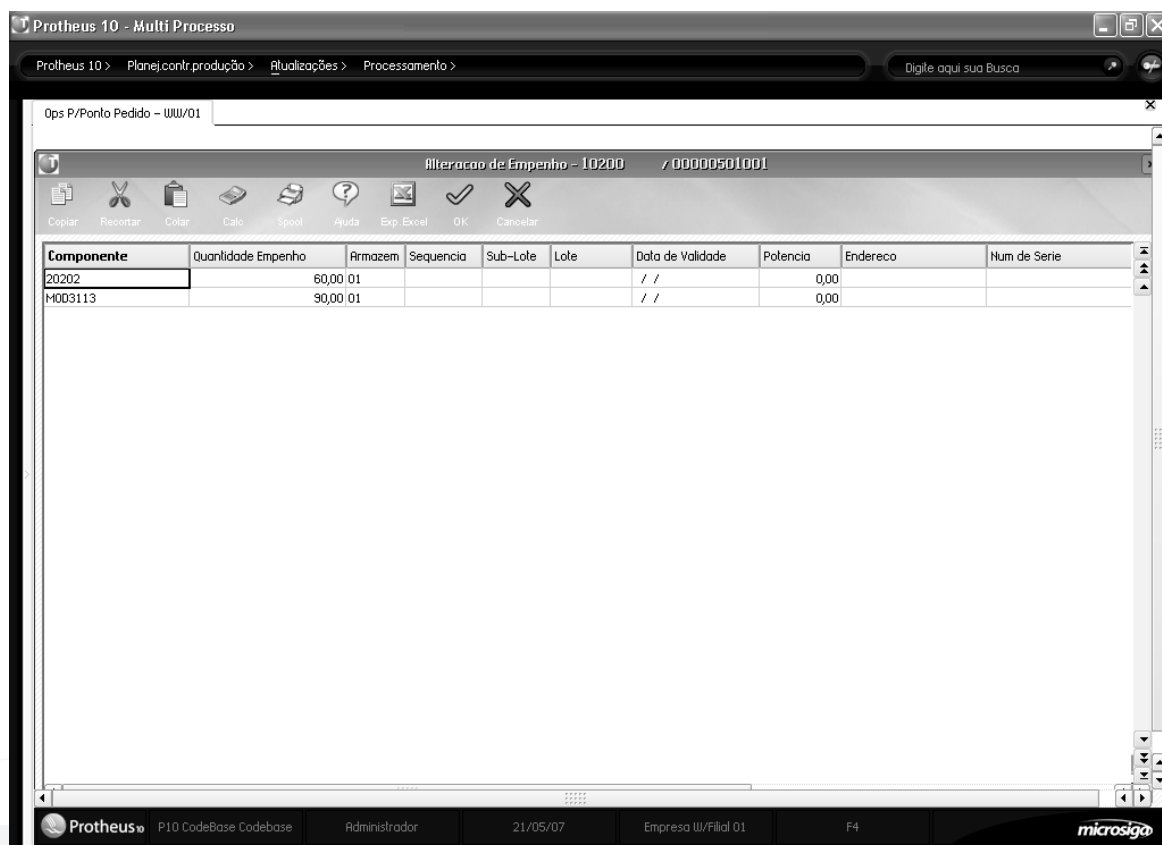 Protheus 10 - Multi Processo
Protheus 10 > Planej.contr.produção > Atualizações > Processamento > Digite aqui sua Busca
Ops P/Ponto Pedido - WW/01
Alteracao de Empenho - 10200 / 00000501001
Copiar Recortar Colar Calc Spool Ajuda Exp.Excel OK Cancelar
Componente Quantidade Empenho Armazem Sequencia Sub-Lote Lote Data de Validade Potencia Endereco Num de Serie
20202 60,00 01 / / 0,00
MOD3113 90,00 01 / / 0,00
Protheus10 P10 CodeBase Codebase Administrador 21/05/07 Empresa W/Filial 01 F4 microsiga